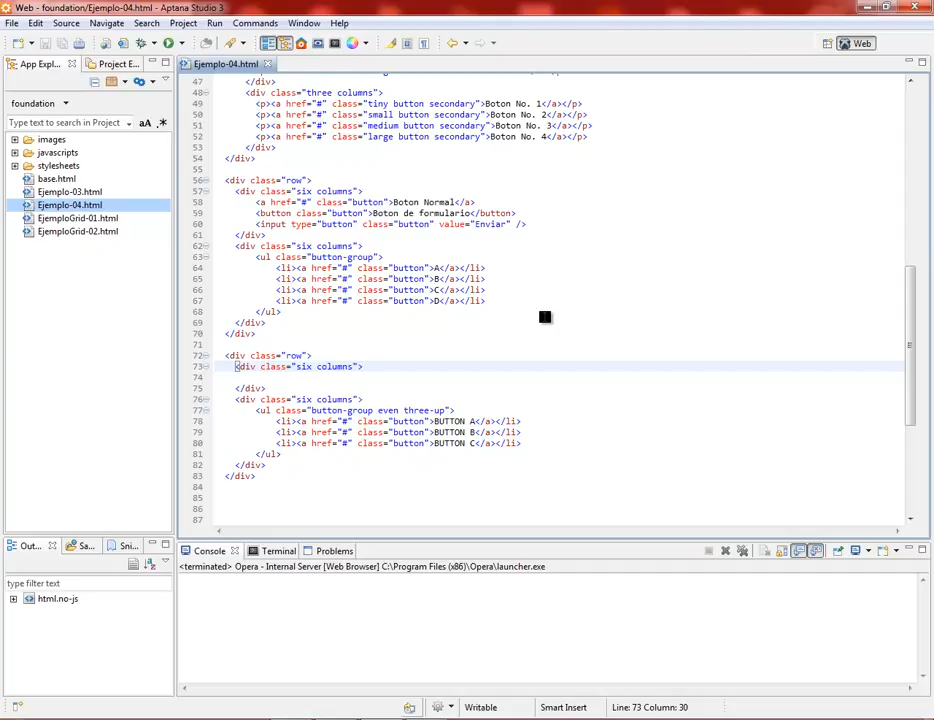 Web - foundation/Ejemplo-04.html - Aptana Studio 3
File Edit Source Navigate Search Project Run Commands Window Help
Web
App Expl...
Project E...
Ejemplo-04.html
foundation
Type text to search in Project
aA .*
images
javascripts
stylesheets
base.html
Ejemplo-03.html
Ejemplo-04.html
EjemploGrid-01.html
EjemploGrid-02.html
47 </div>
48 <div class="three columns">
49 <p><a href="#" class="tiny button secondary">Boton No. 1</a></p>
50 <p><a href="#" class="small button secondary">Boton No. 2</a></p>
51 <p><a href="#" class="medium button secondary">Boton No. 3</a></p>
52 <p><a href="#" class="large button secondary">Boton No. 4</a></p>
53 </div>
54 </div>
55
56 <div class="row">
57 <div class="six columns">
58 <a href="#" class="button">Boton Normal</a>
59 <button class="button">Boton de formulario</button>
60 <input type="button" class="button" value="Enviar" />
61 </div>
62 <div class="six columns">
63 <ul class="button-group">
64 <li><a href="#" class="button">A</a></li>
65 <li><a href="#" class="button">B</a></li>
66 <li><a href="#" class="button">C</a></li>
67 <li><a href="#" class="button">D</a></li>
68 </ul>
69 </div>
70 </div>
71
72 <div class="row">
73 <div class="six columns">
74
75 </div>
76 <div class="six columns">
77 <ul class="button-group even three-up">
78 <li><a href="#" class="button">BUTTON A</a></li>
79 <li><a href="#" class="button">BUTTON B</a></li>
80 <li><a href="#" class="button">BUTTON C</a></li>
81 </ul>
82 </div>
83 </div>
84
85
86
87
Out...
Sa...
Sni...
type filter text
html.no-js
Console
Terminal
Problems
<terminated> Opera - Internal Server [Web Browser] C:\Program Files (x86)\Opera\launcher.exe
Writable
Smart Insert
Line: 73 Column: 30